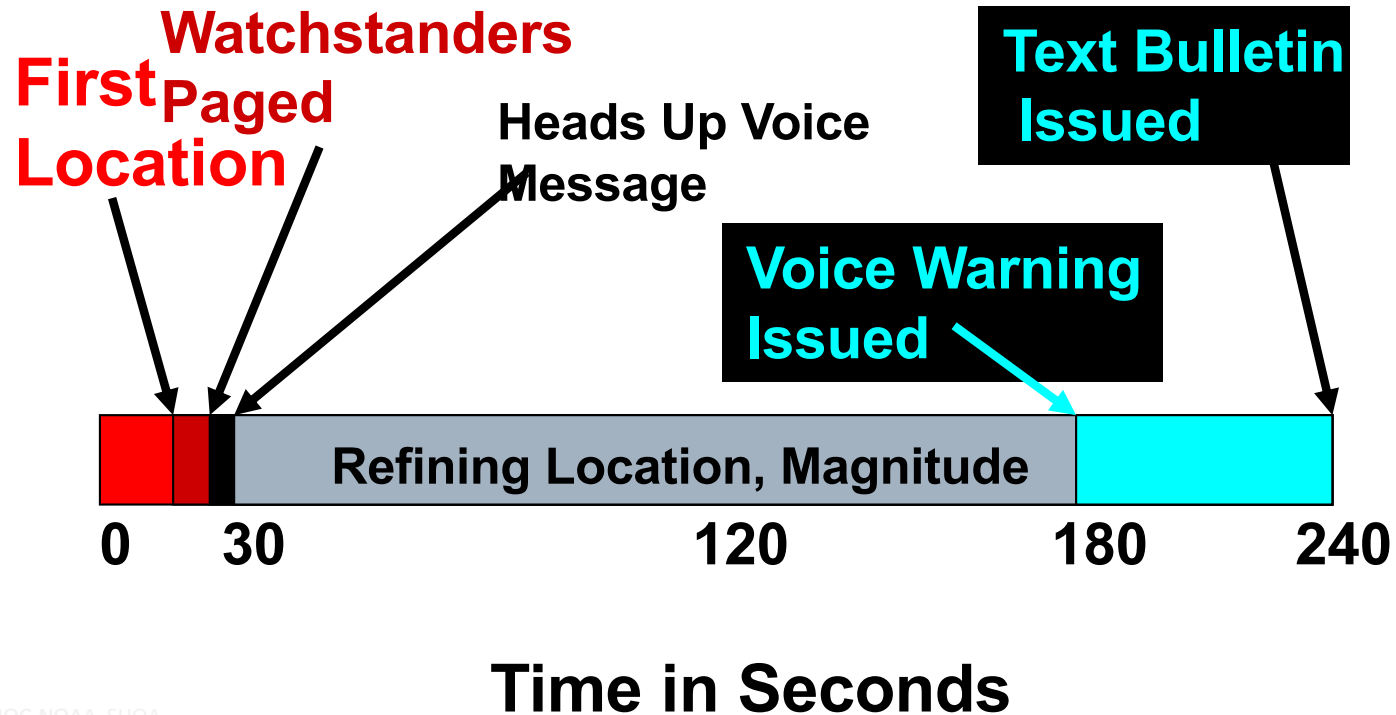 Watchstanders
Paged
First
Location
Heads Up Voice
Message
Text Bulletin
Issued
Voice Warning
Issued
Refining Location, Magnitude
0 30 120 180 240
Time in Seconds
NOAA